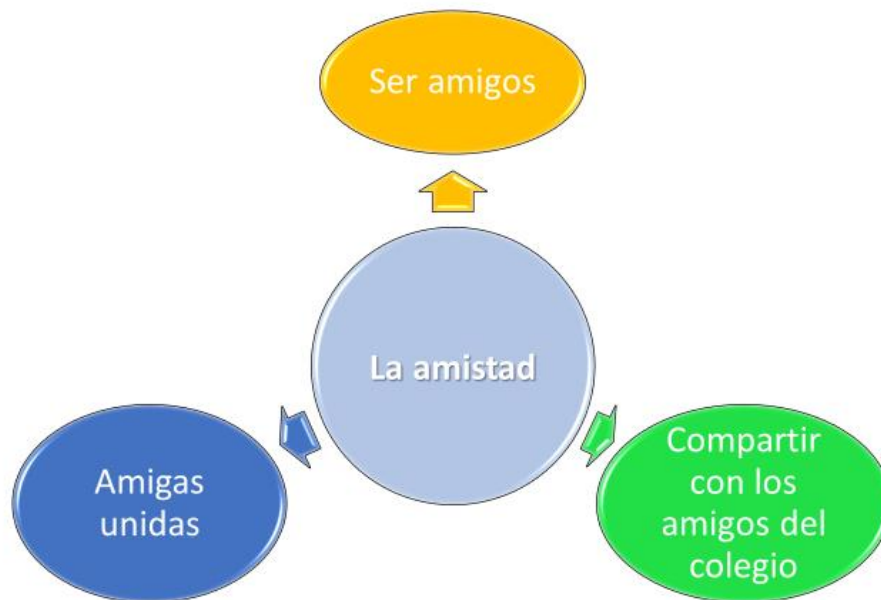 Ser amigos
La amistad
Amigas
unidas
Compartir
con los
amigos del
colegio